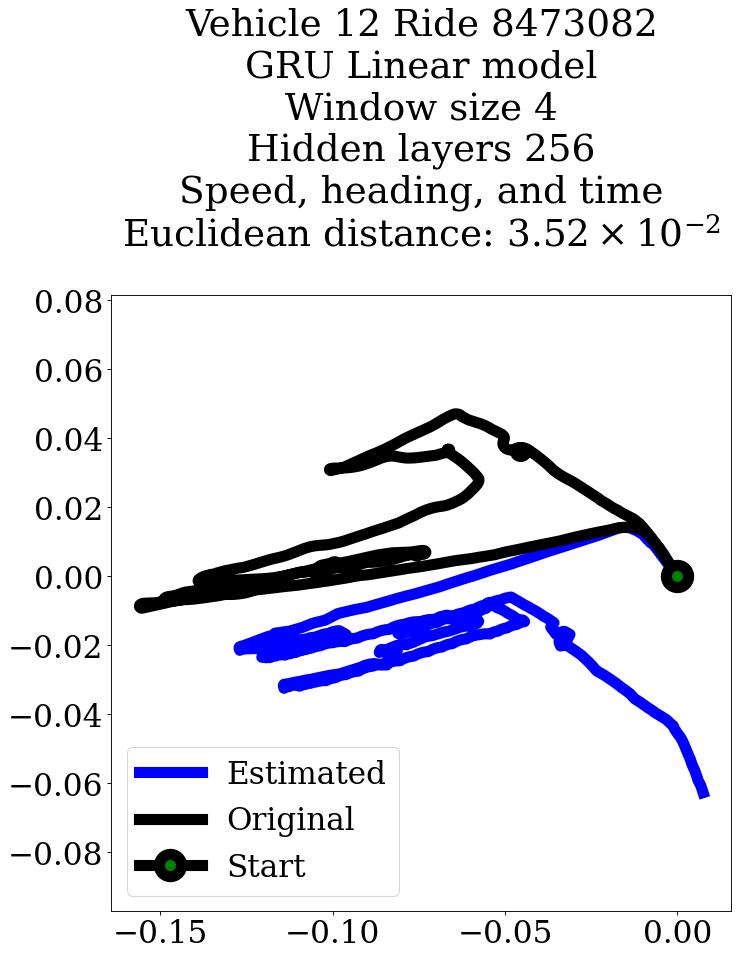 Vehicle 12 Ride 8473082
GRU Linear model
Window size 4
Hidden layers 256
Speed, heading, and time
Euclidean distance: 3.52 × 10⁻²
0.08
0.06
0.04
0.02
0.00
−0.02
−0.04
−0.06
−0.08
Estimated
Original
Start
−0.15
−0.10
−0.05
0.00